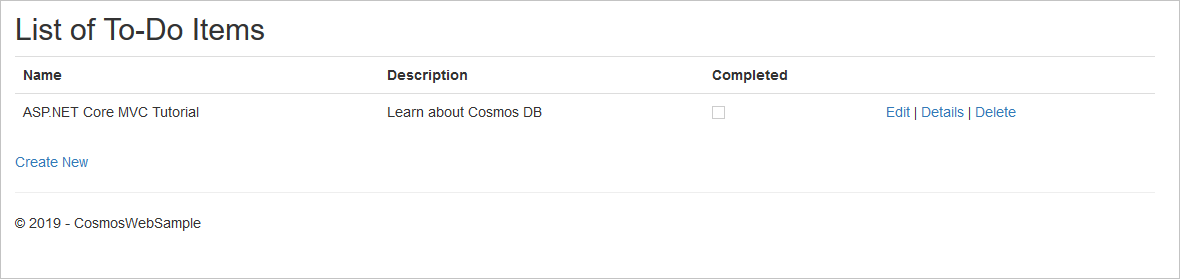 List of To-Do Items
Name Description Completed
ASP.NET Core MVC Tutorial Learn about Cosmos DB Edit | Details | Delete
Create New
© 2019 - CosmosWebSample